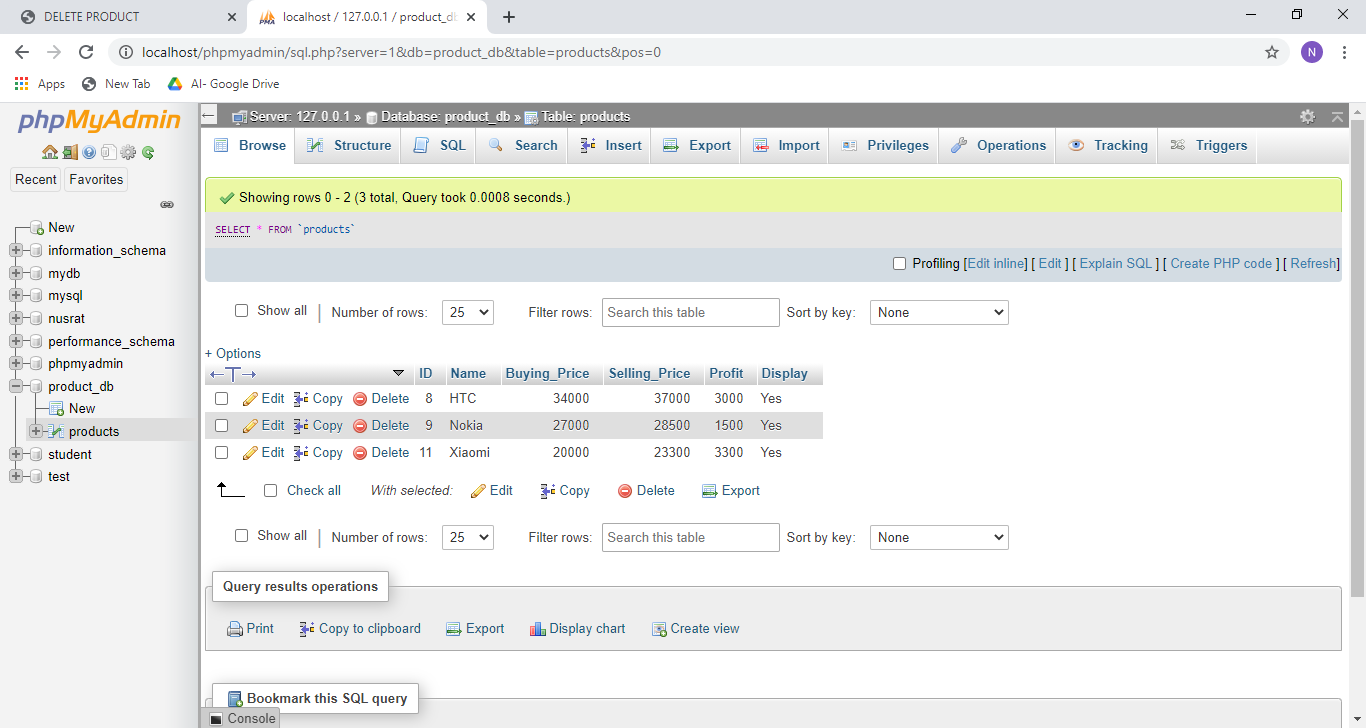 DELETE PRODUCT
localhost / 127.0.0.1 / product_db
localhost/phpmyadmin/sql.php?server=1&db=product_db&table=products&pos=0
N
Apps New Tab AI- Google Drive
phpMyAdmin
Recent Favorites
New
information_schema
mydb
mysql
nusrat
performance_schema
phpmyadmin
product_db
New
products
student
test
Server: 127.0.0.1 » Database: product_db » Table: products
Browse Structure SQL Search Insert Export Import Privileges Operations Tracking Triggers
Showing rows 0 - 2 (3 total, Query took 0.0008 seconds.)
SELECT * FROM `products`
Profiling [Edit inline] [ Edit ] [ Explain SQL ] [ Create PHP code ] [ Refresh]
Show all | Number of rows: 25 Filter rows: Search this table Sort by key: None
+ Options
←T→ ID Name Buying_Price Selling_Price Profit Display
Edit Copy Delete 8 HTC 34000 37000 3000 Yes
Edit Copy Delete 9 Nokia 27000 28500 1500 Yes
Edit Copy Delete 11 Xiaomi 20000 23300 3300 Yes
Check all With selected: Edit Copy Delete Export
Show all | Number of rows: 25 Filter rows: Search this table Sort by key: None
Query results operations
Print Copy to clipboard Export Display chart Create view
Bookmark this SQL query
Console